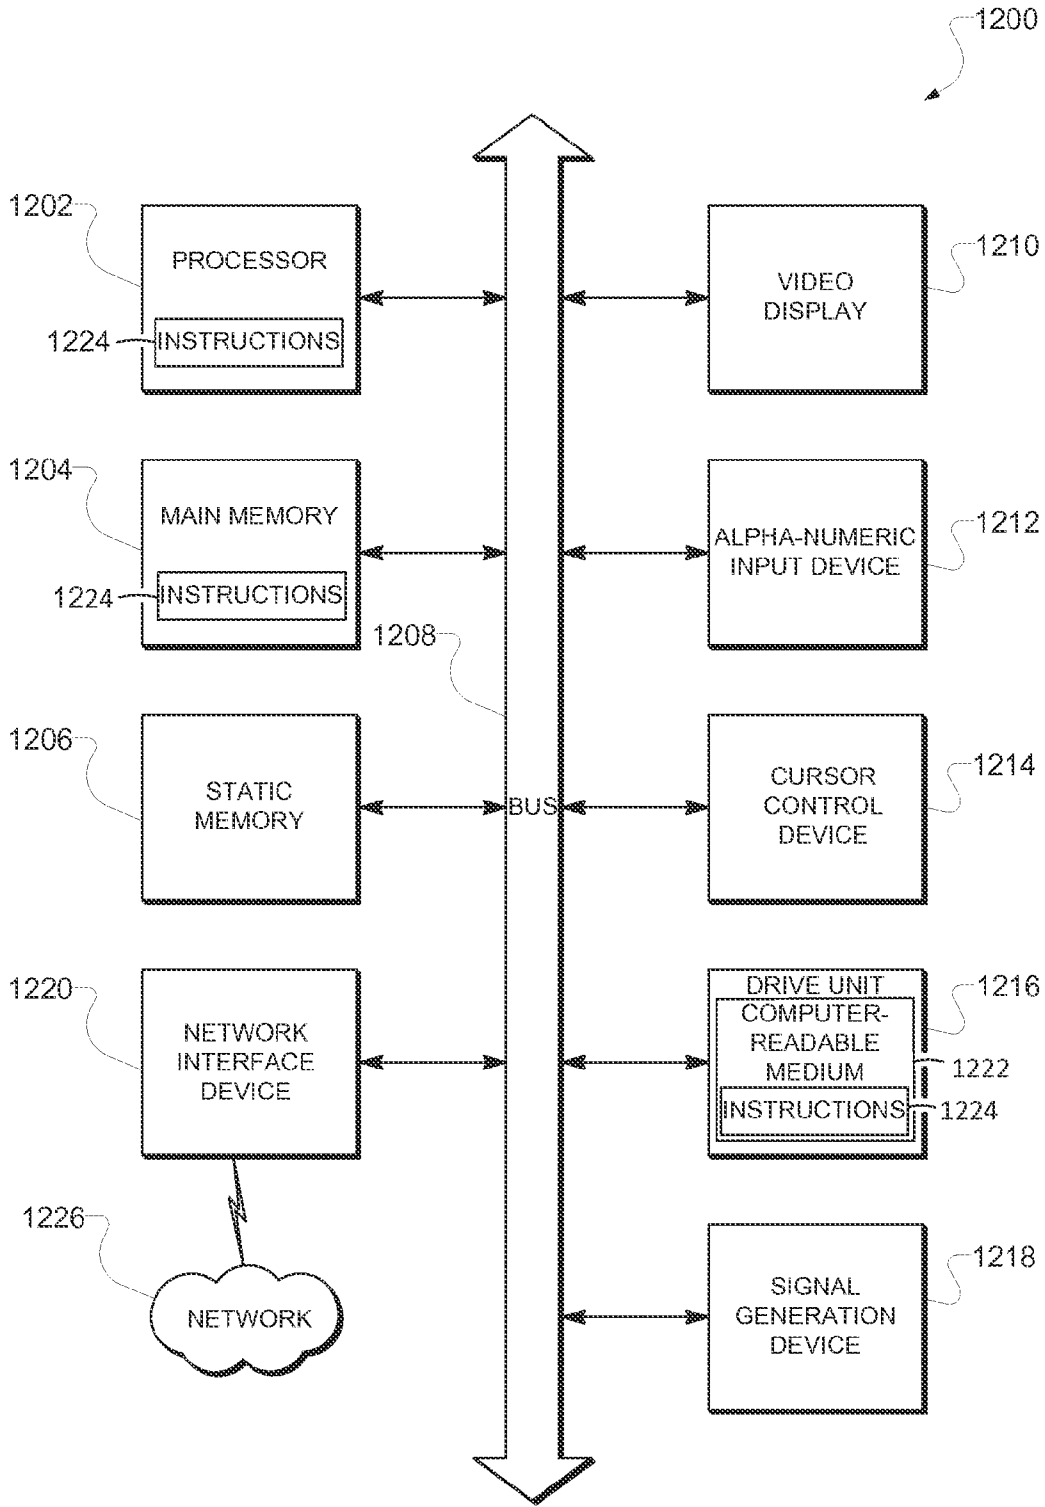 1200
1202
PROCESSOR
1224
INSTRUCTIONS
1204
MAIN MEMORY
1224
INSTRUCTIONS
1206
STATIC
MEMORY
1220
NETWORK
INTERFACE
DEVICE
1226
NETWORK
1208
BUS
1210
VIDEO
DISPLAY
1212
ALPHA-NUMERIC
INPUT DEVICE
1214
CURSOR
CONTROL
DEVICE
1216
DRIVE UNIT
COMPUTER-
READABLE
MEDIUM
1222
INSTRUCTIONS
1224
1218
SIGNAL
GENERATION
DEVICE